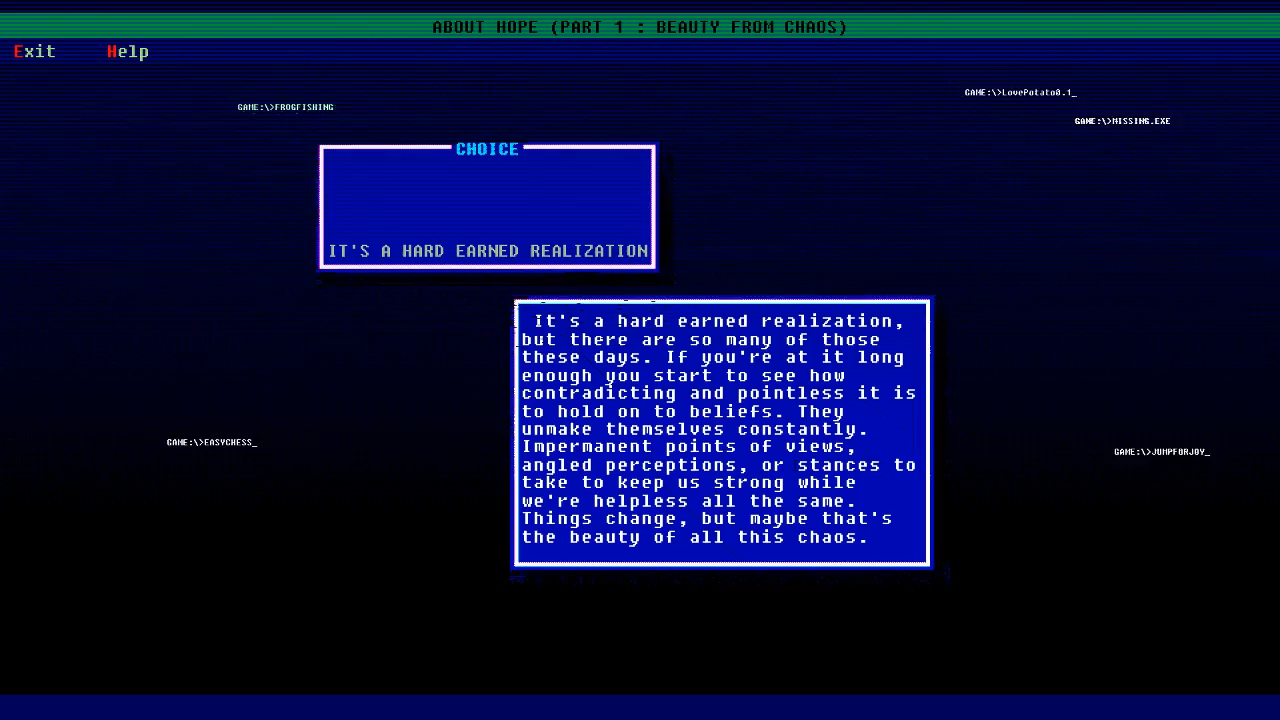 ABOUT HOPE (PART 1 : BEAUTY FROM CHAOS)
Exit Help
GAME:\>LovePotato0.1_
GAME:\>FROGFISHING
GAME:\>MISSING.EXE
CHOICE
IT'S A HARD EARNED REALIZATION
It's a hard earned realization,
but there are so many of those
these days. If you're at it long
enough you start to see how
contradicting and pointless it is
to hold on to beliefs. They
unmake themselves constantly.
Impermanent points of views,
angled perceptions, or stances to
take to keep us strong while
we're helpless all the same.
Things change, but maybe that's
the beauty of all this chaos.
GAME:\>EASYCHESS_
GAME:\>JUMPFORJOY_